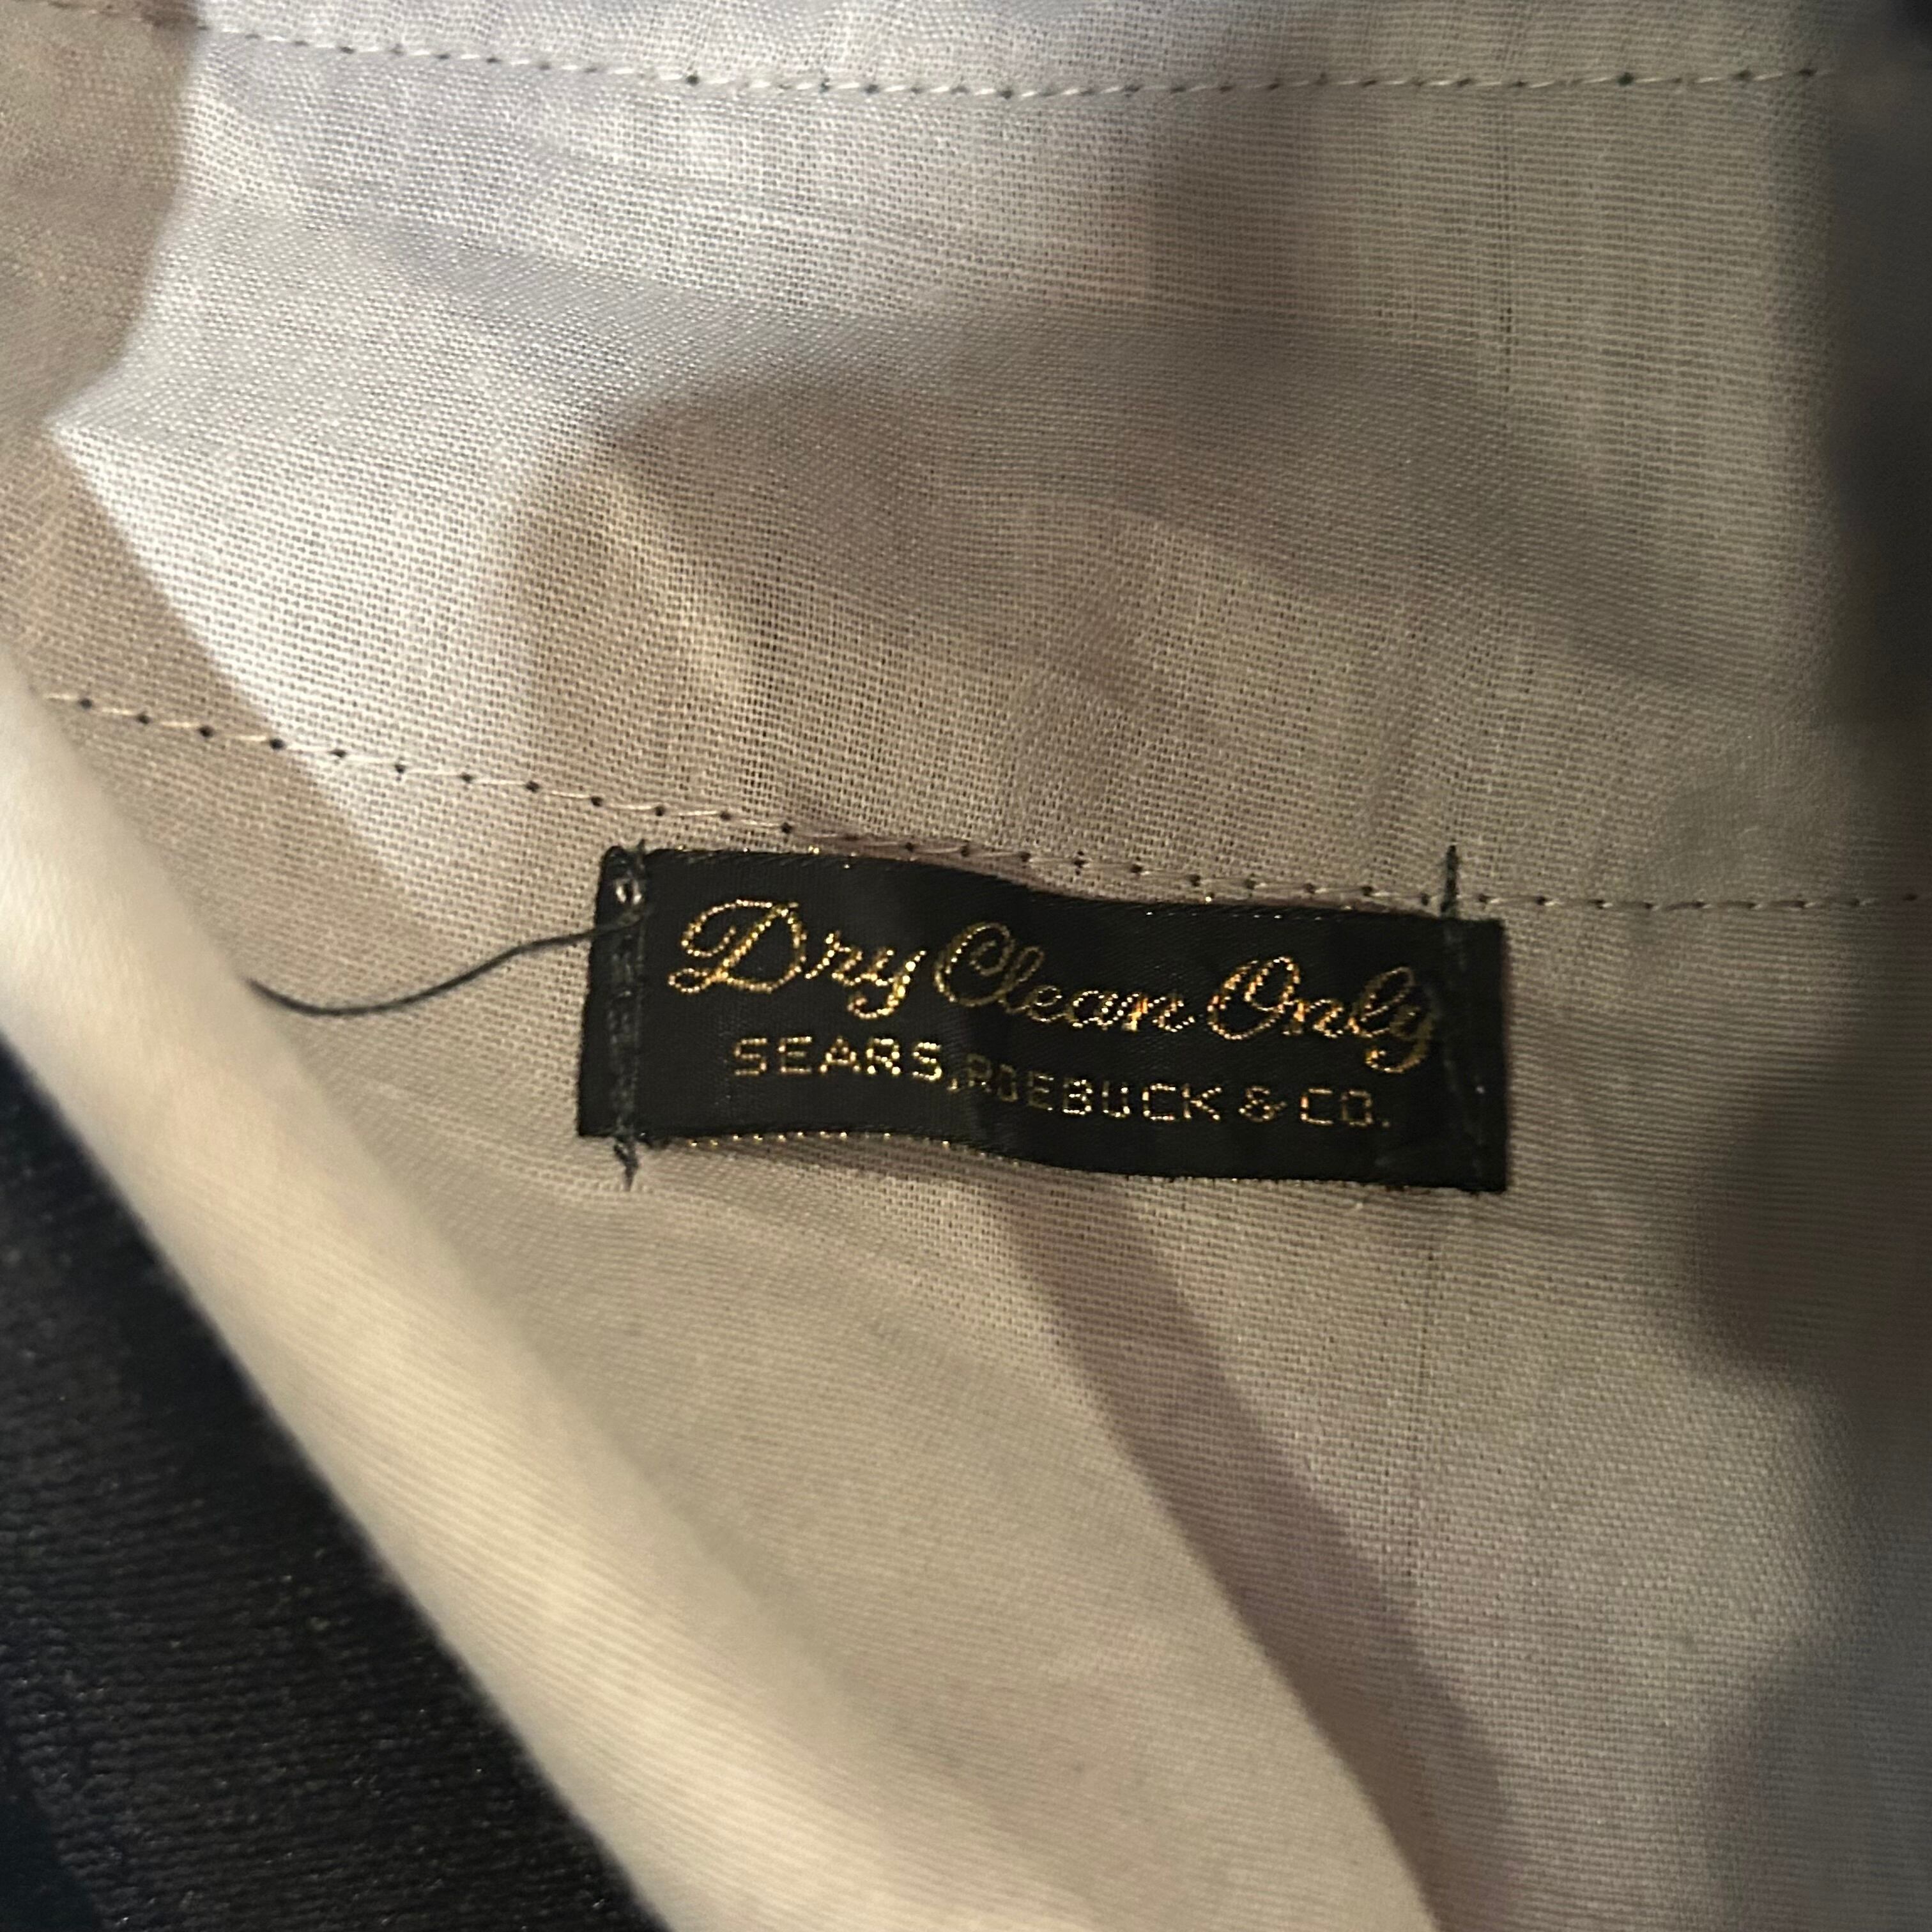 Dry Clean Only
SEARS, ROEBUCK & CO.